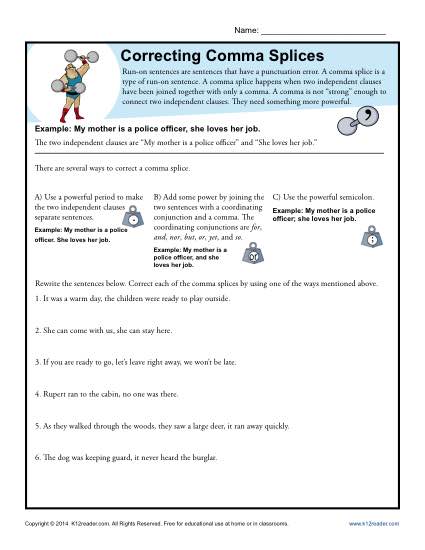 Name:
Correcting Comma Splices
Run-on sentences are sentences that have a punctuation error. A comma splice is a
type of run-on sentence. A comma splice happens when two independent clauses
have been joined together with only a comma. A comma is not “strong” enough to
connect two independent clauses. They need something more powerful.
Example: My mother is a police officer, she loves her job.
The two independent clauses are “My mother is a police officer” and “She loves her job.”
There are several ways to correct a comma splice.
A) Use a powerful period to make
the two independent clauses
separate sentences.
Example: My mother is a police
officer. She loves her job.
B) Add some power by joining the
two sentences with a coordinating
conjunction and a comma. The
coordinating conjunctions are for,
and, nor, but, or, yet, and so.
Example: My mother is a
police officer, and she
loves her job.
C) Use the powerful semicolon.
Example: My mother is a police
officer; she loves her job.
Rewrite the sentences below. Correct each of the comma splices by using one of the ways mentioned above.
1. It was a warm day, the children were ready to play outside.
2. She can come with us, she can stay here.
3. If you are ready to go, let’s leave right away, we won’t be late.
4. Rupert ran to the cabin, no one was there.
5. As they walked through the woods, they saw a large deer, it ran away quickly.
6. The dog was keeping guard, it never heard the burglar.
Copyright © 2014 K12reader.com. All Rights Reserved. Free for educational use at home or in classrooms.
www.k12reader.com